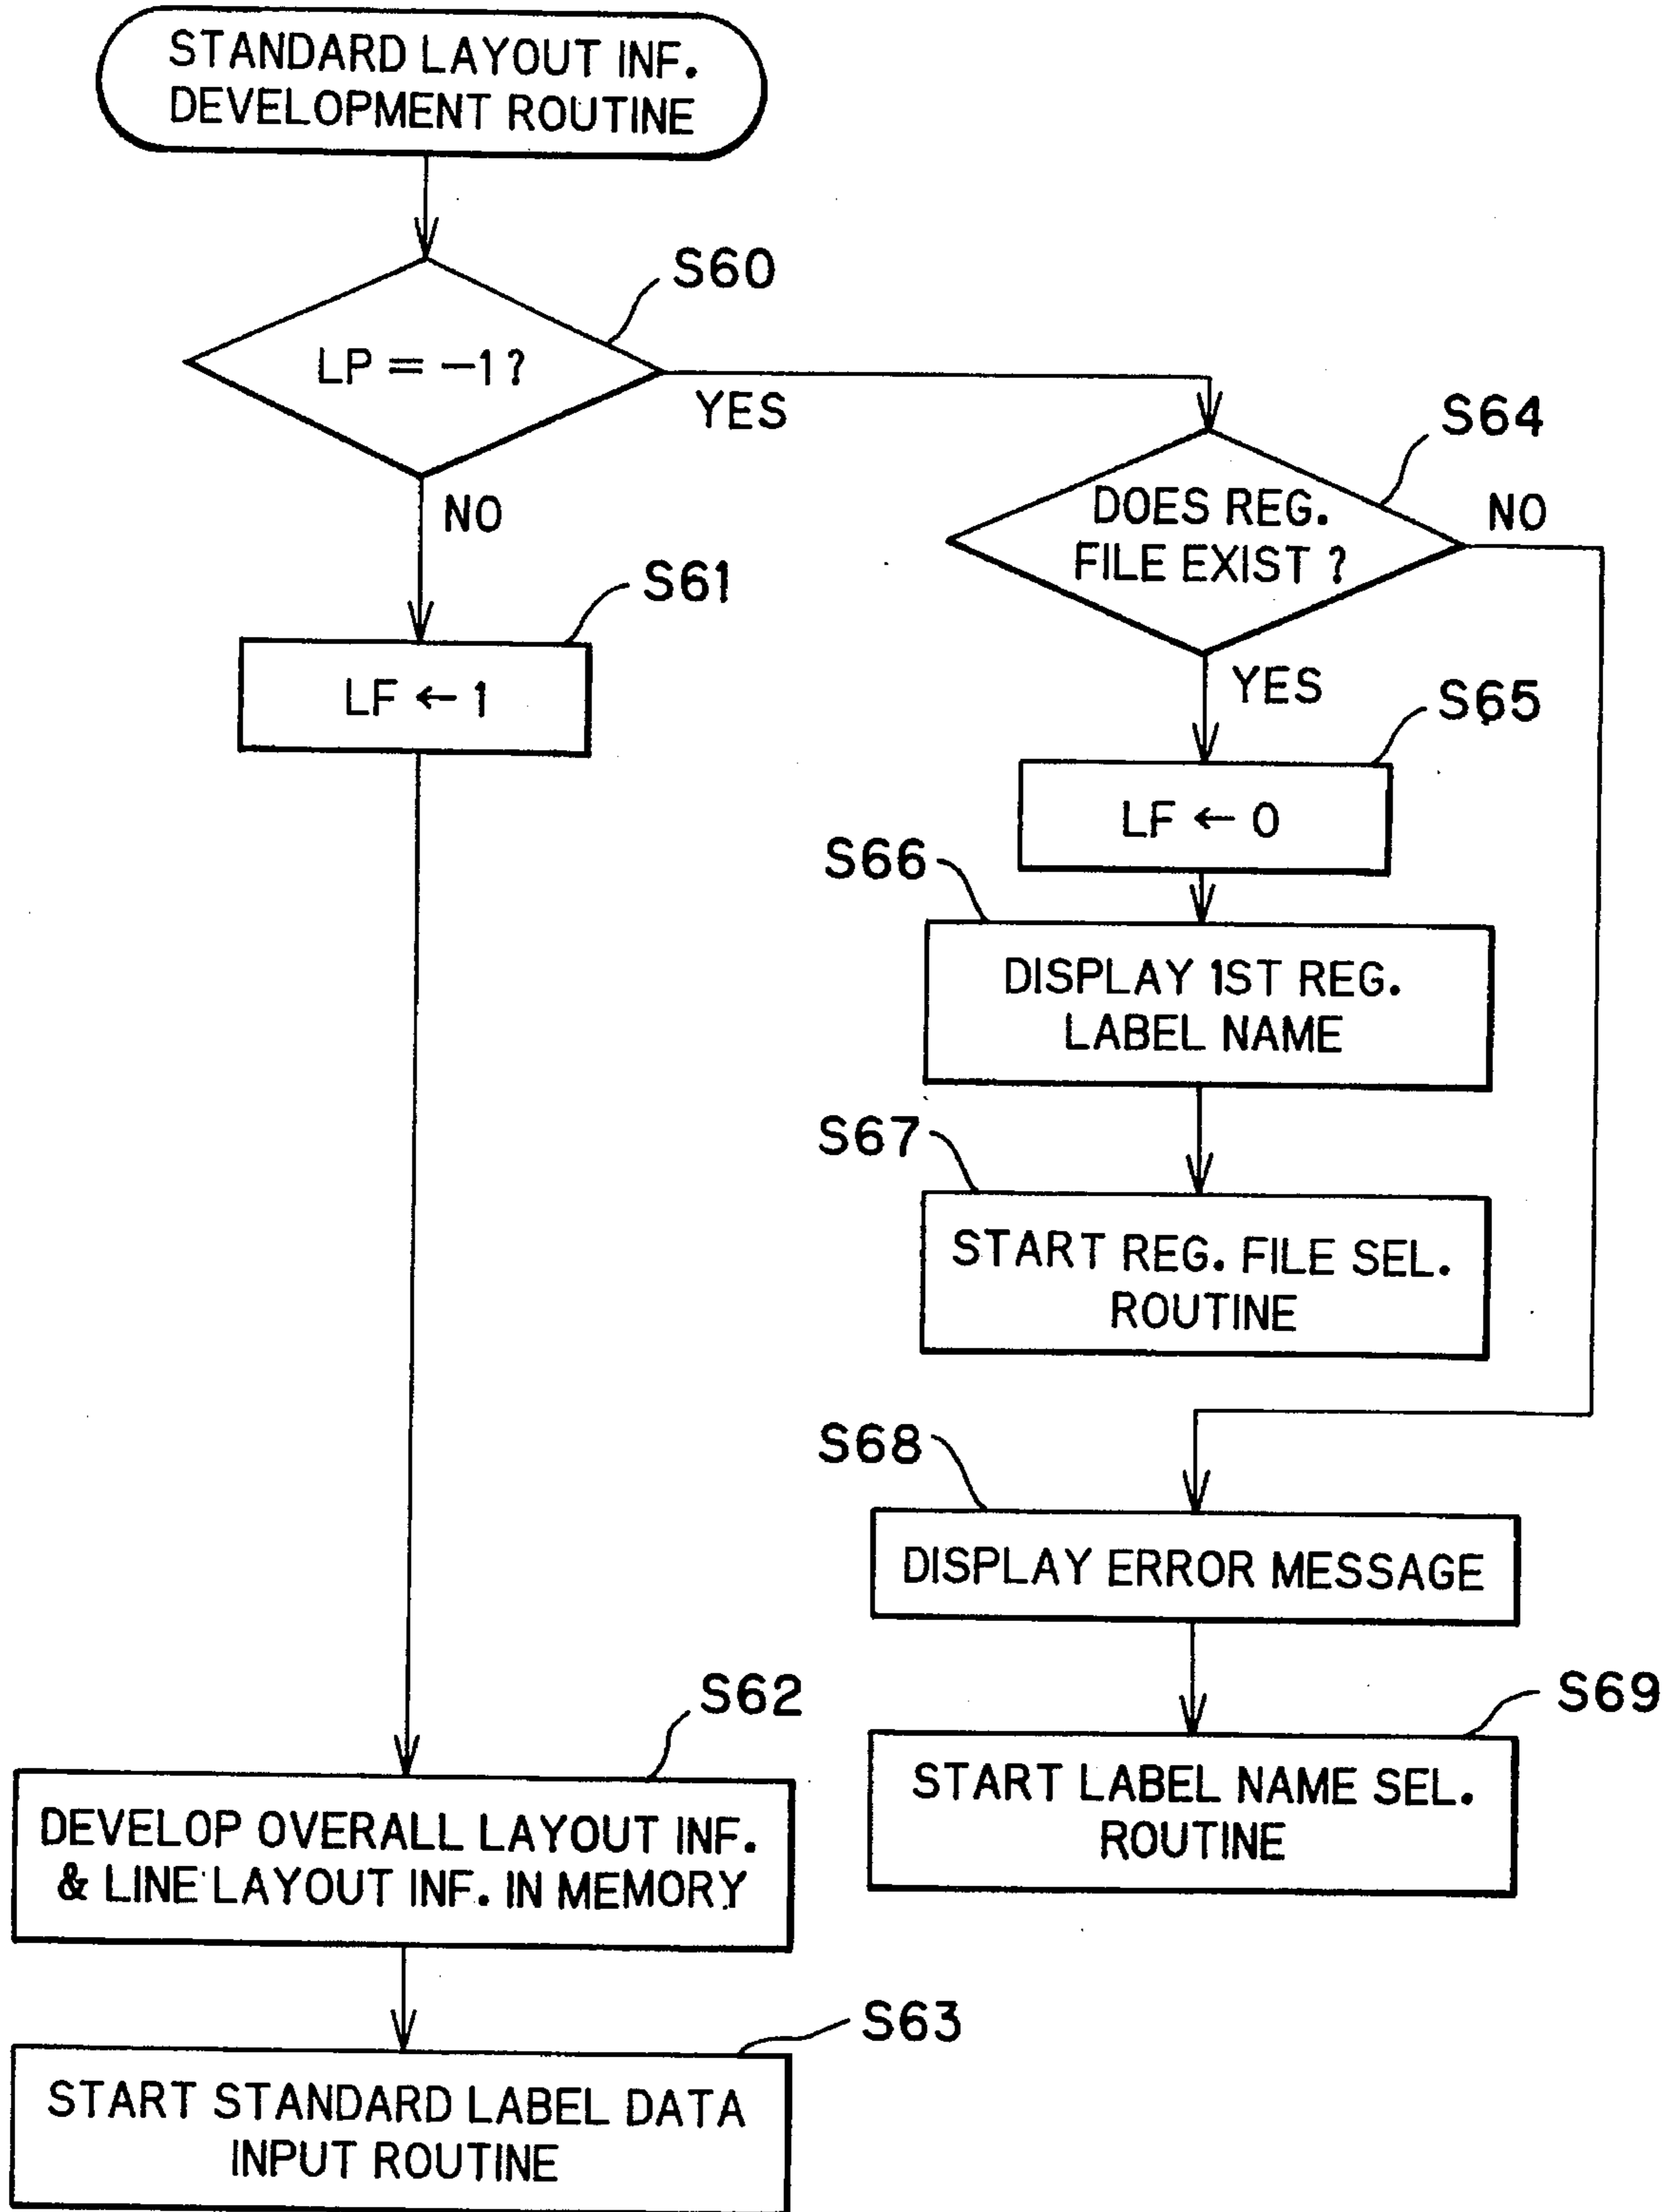 STANDARD LAYOUT INF.
DEVELOPMENT ROUTINE
S60
LP = −1?
YES
NO
S64
DOES REG.
FILE EXIST ?
NO
YES
S61
LF ← 1
S65
LF ← 0
S66
DISPLAY 1ST REG.
LABEL NAME
S67
START REG. FILE SEL.
ROUTINE
S68
DISPLAY ERROR MESSAGE
S69
START LABEL NAME SEL.
ROUTINE
S62
DEVELOP OVERALL LAYOUT INF.
& LINE LAYOUT INF. IN MEMORY
S63
START STANDARD LABEL DATA
INPUT ROUTINE